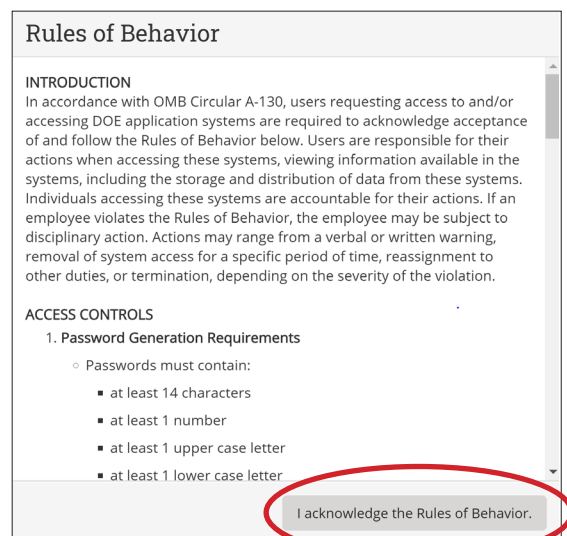 Rules of Behavior
INTRODUCTION
In accordance with OMB Circular A-130, users requesting access to and/or
accessing DOE application systems are required to acknowledge acceptance
of and follow the Rules of Behavior below. Users are responsible for their
actions when accessing these systems, viewing information available in the
systems, including the storage and distribution of data from these systems.
Individuals accessing these systems are accountable for their actions. If an
employee violates the Rules of Behavior, the employee may be subject to
disciplinary action. Actions may range from a verbal or written warning,
removal of system access for a specific period of time, reassignment to
other duties, or termination, depending on the severity of the violation.
ACCESS CONTROLS
1. Password Generation Requirements
○ Passwords must contain:
▪ at least 14 characters
▪ at least 1 number
▪ at least 1 upper case letter
▪ at least 1 lower case letter
I acknowledge the Rules of Behavior.